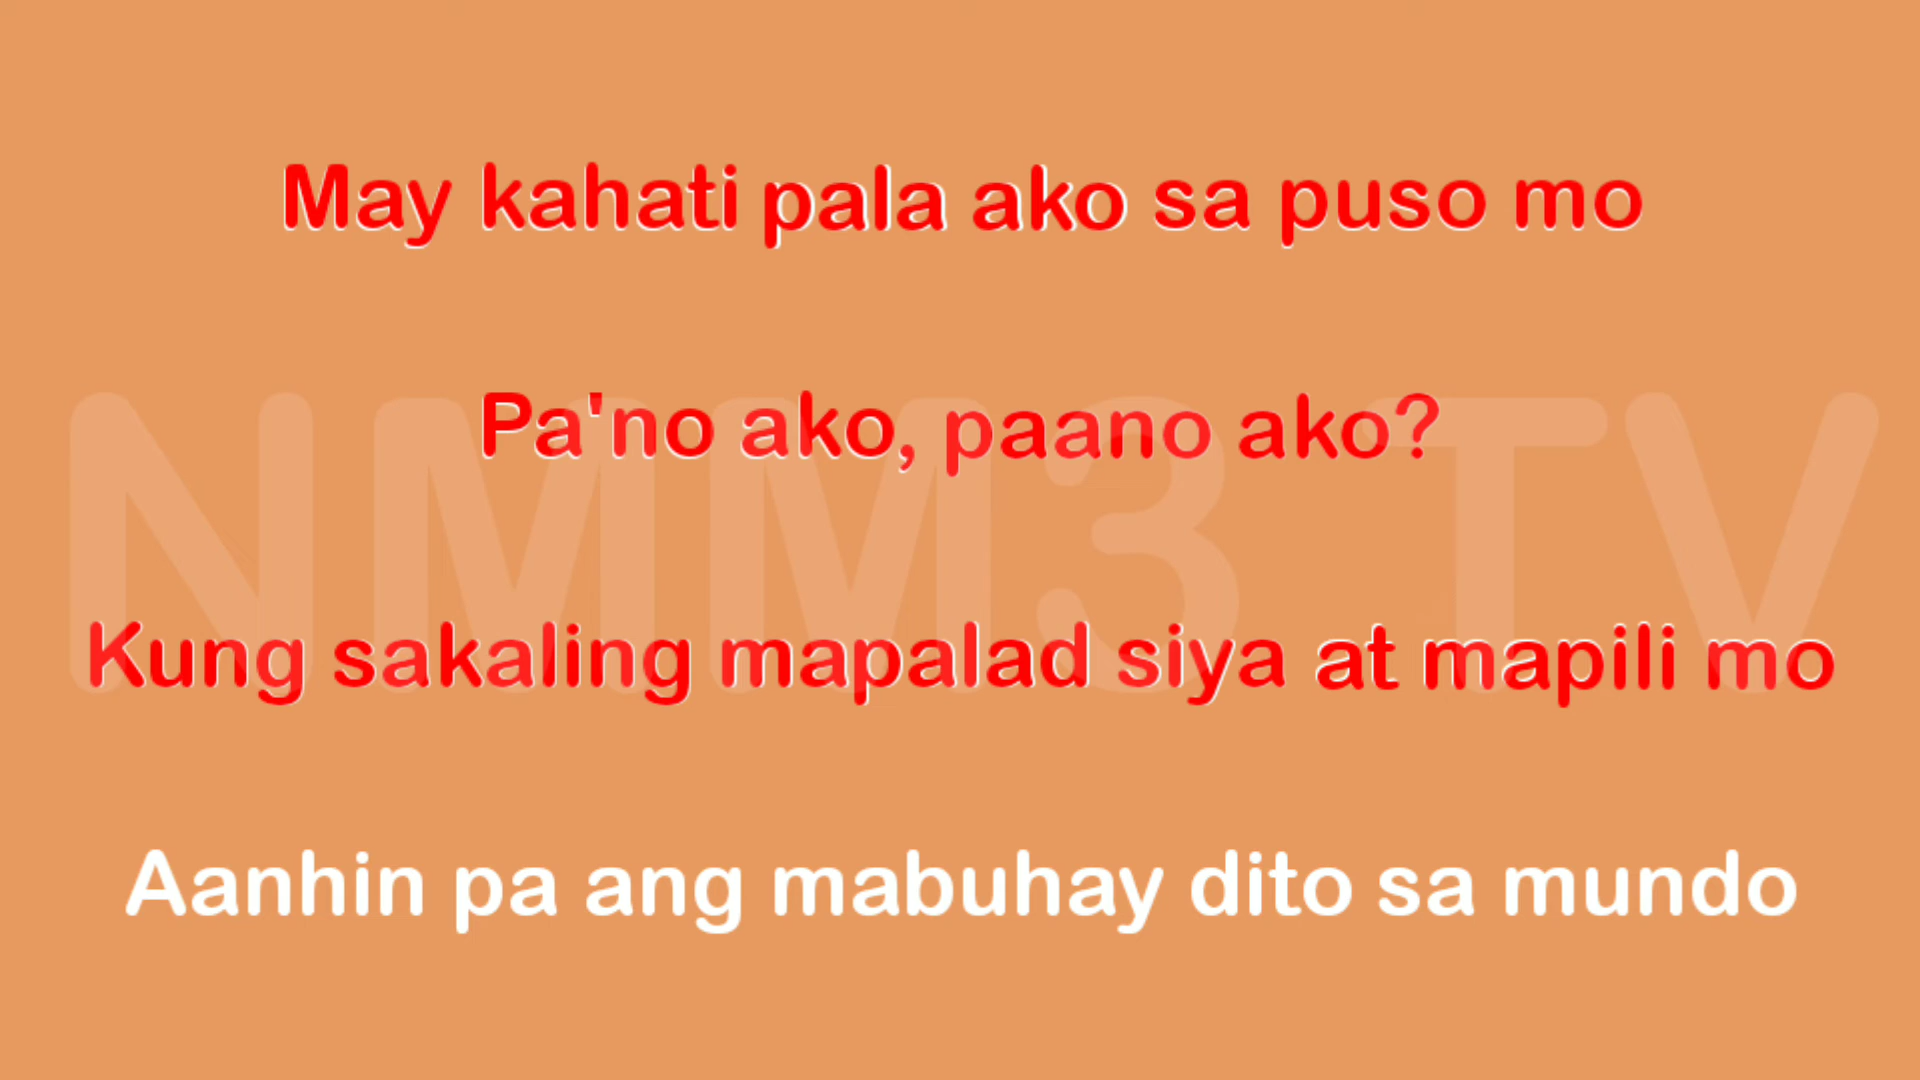 May kahati pala ako sa puso mo
Pa'no ako, paano ako?
NMM3 TV
Kung sakaling mapalad siya at mapili mo
Aanhin pa ang mabuhay dito sa mundo